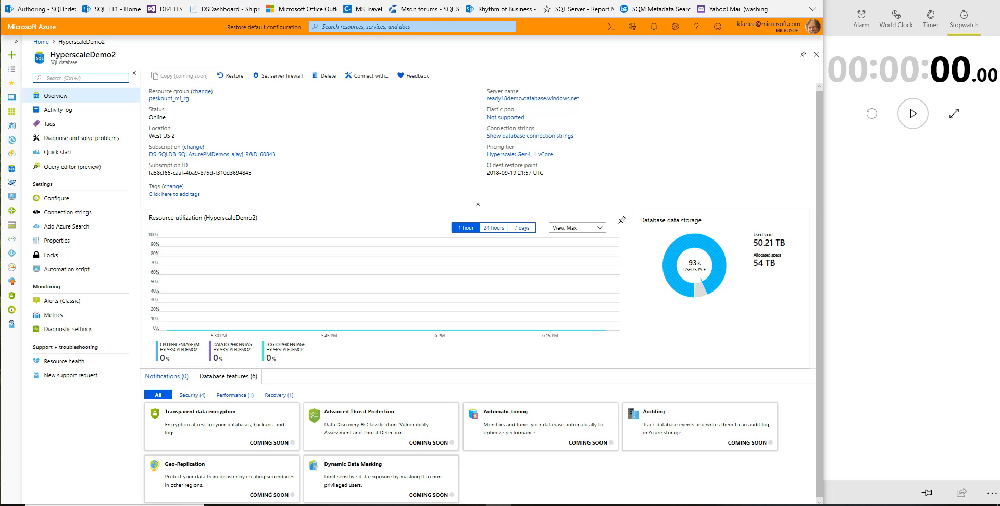 Authoring - SQLIndex
SQL_ET1 - Home
DB4 TFS
DSDashboard - Shipr
Microsoft Office Outl
MS Travel
Msdn forums - SQL S
Rhythm of Business -
SQL Server - Report M
SQM Metadata Searc
Yahoo! Mail (washing
Microsoft Azure
Restore default configuration
Search resources, services, and docs
kfarlee@microsoft.com
MICROSOFT
Home > HyperscaleDemo2
HyperscaleDemo2
SQL database
Search (Ctrl+/)
Overview
Activity log
Tags
Diagnose and solve problems
Quick start
Query editor (preview)
Settings
Configure
Connection strings
Add Azure Search
Properties
Locks
Automation script
Monitoring
Alerts (Classic)
Metrics
Diagnostic settings
Support + troubleshooting
Resource health
New support request
Copy (coming soon)
Restore
Set server firewall
Delete
Connect with...
Feedback
Resource group (change)
peskount_mi_rg
Status
Online
Location
West US 2
Subscription (change)
DS-SQLDB-SQLAzurePMDemos_ajayj_R&D_60843
Subscription ID
fa58cf66-caaf-4ba9-875d-f310d3694845
Tags (change)
Click here to add tags
Server name
ready18demo.database.windows.net
Elastic pool
Not supported
Connection strings
Show database connection strings
Pricing tier
Hyperscale: Gen4, 1 vCore
Oldest restore point
2018-09-19 21:57 UTC
Resource utilization (HyperscaleDemo2)
1 hour
24 hours
7 days
View: Max
100%
90%
80%
70%
60%
50%
40%
30%
20%
10%
0%
5:30 PM
5:45 PM
6 PM
6:15 PM
CPU PERCENTAGE (M...
HYPERSCALEDEMO2
0 %
DATA IO PERCENTAG...
HYPERSCALEDEMO2
0 %
LOG IO PERCENTAGE...
HYPERSCALEDEMO2
0 %
Database data storage
93%
USED SPACE
Used space
50.21 TB
Allocated space
54 TB
Notifications (0)
Database features (6)
All
Security (4)
Performance (1)
Recovery (1)
Transparent data encryption
Encryption at rest for your databases, backups, and
logs.
COMING SOON
Advanced Threat Protection
Data Discovery & Classification, Vulnerability
Assessment and Threat Detection.
COMING SOON
Automatic tuning
Monitors and tunes your database automatically to
optimize performance.
COMING SOON
Auditing
Track database events and writes them to an audit log
in Azure storage.
COMING SOON
Geo-Replication
Protect your data from disaster by creating secondaries
in other regions.
COMING SOON
Dynamic Data Masking
Limit sensitive data exposure by masking it to non-
privileged users.
COMING SOON
Alarm
World Clock
Timer
Stopwatch
00:00:00.00